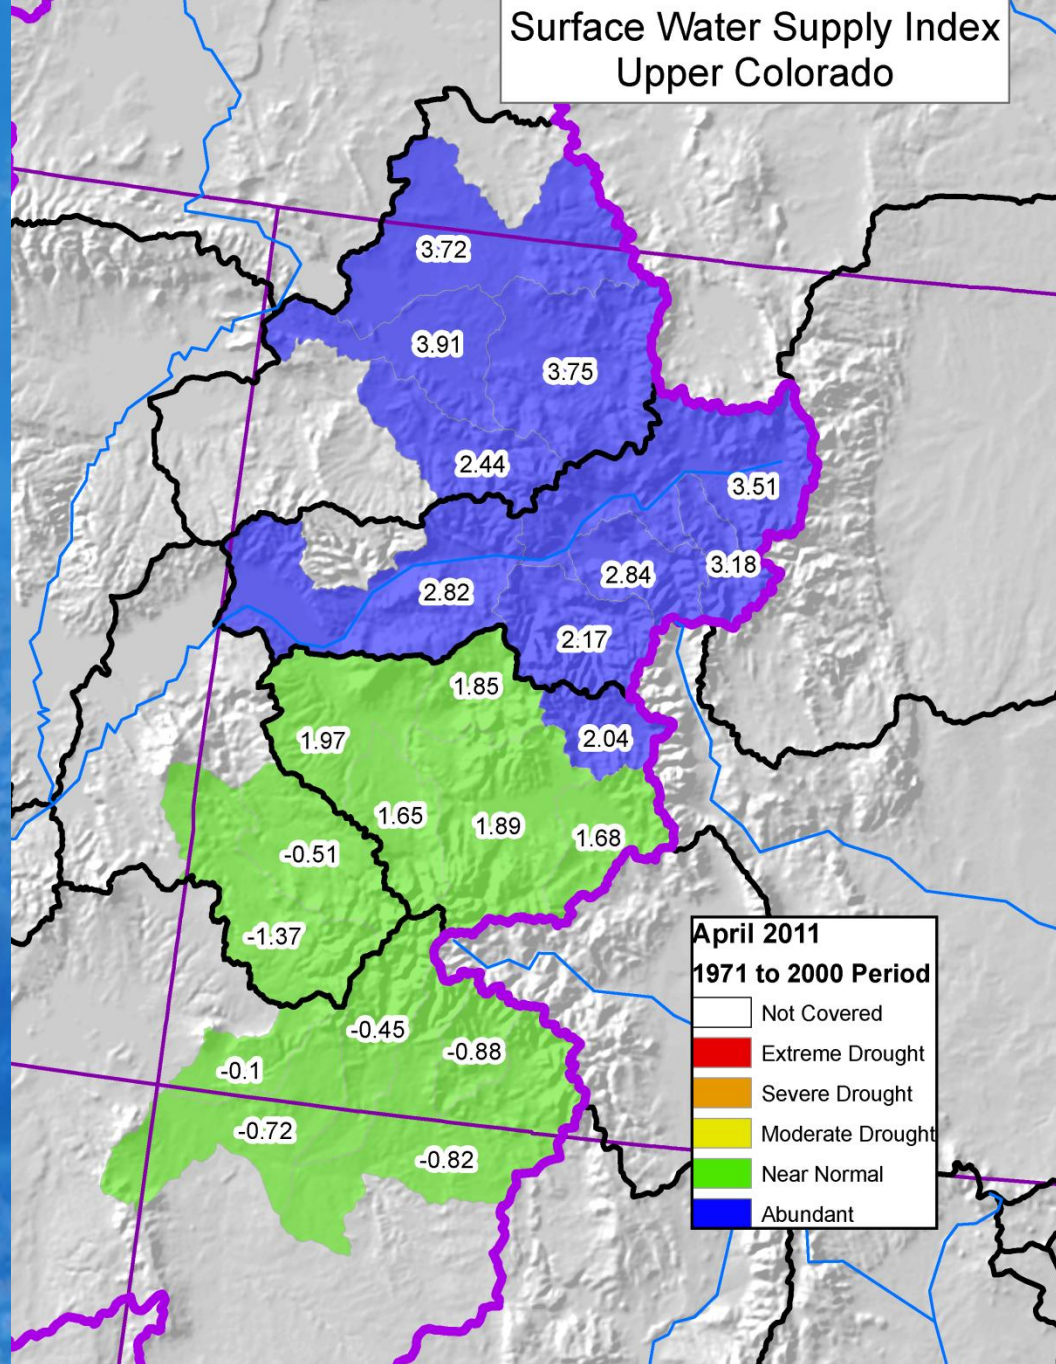 Surface Water Supply Index
Upper Colorado
3.72
3.91
3.75
2.44
3.51
3.18
2.84
2.82
2.17
1.85
2.04
1.97
1.65
1.89
1.68
-0.51
-1.37
-0.45
-0.88
-0.1
-0.72
-0.82
April 2011
1971 to 2000 Period
Not Covered
Extreme Drought
Severe Drought
Moderate Drought
Near Normal
Abundant